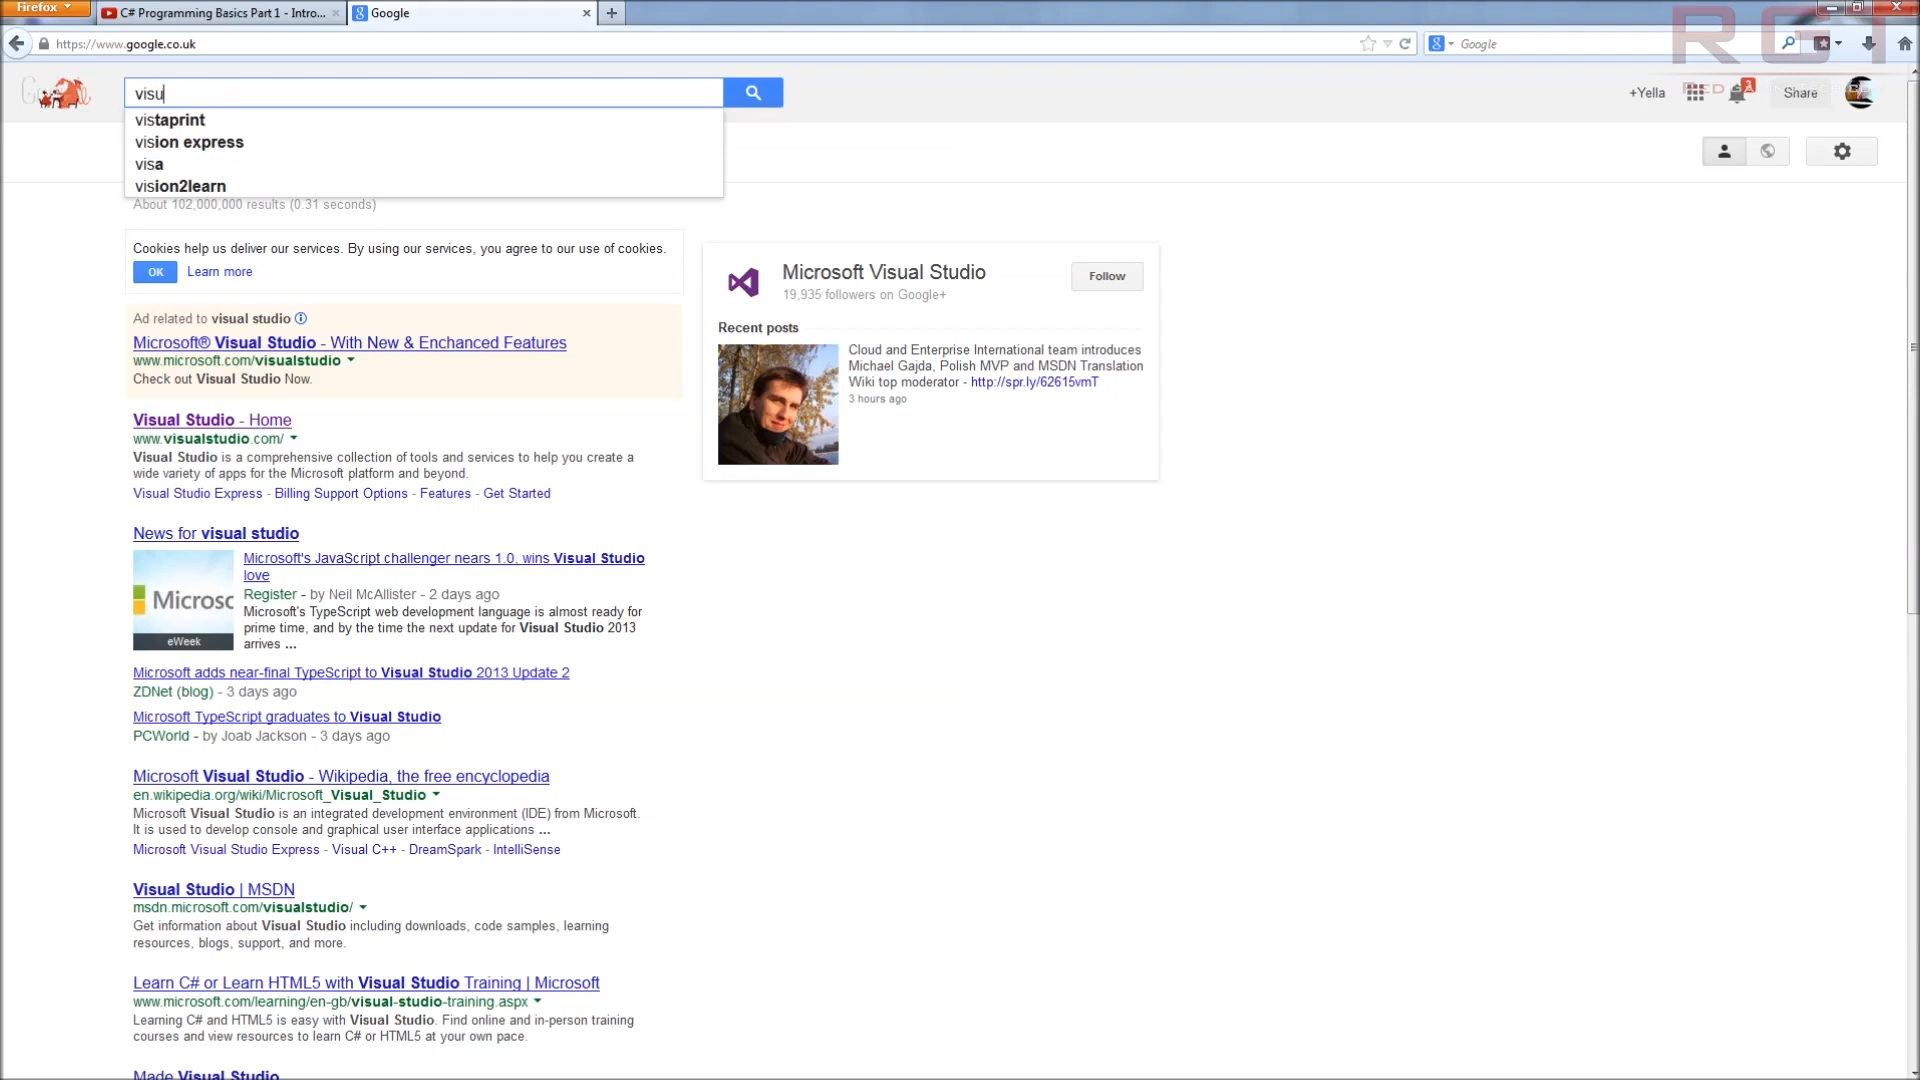 Firefox
C# Programming Basics Part 1 - Intro...
Google
https://www.google.co.uk
Google
RGT
visu
+Yella
Share
vistaprint
vision express
visa
vision2learn
About 102,000,000 results (0.31 seconds)
Cookies help us deliver our services. By using our services, you agree to our use of cookies.
OK
Learn more
Ad related to visual studio
Microsoft® Visual Studio - With New & Enchanced Features
www.microsoft.com/visualstudio
Check out Visual Studio Now.
Visual Studio - Home
www.visualstudio.com/
Visual Studio is a comprehensive collection of tools and services to help you create a
wide variety of apps for the Microsoft platform and beyond.
Visual Studio Express - Billing Support Options - Features - Get Started
News for visual studio
Microsoft's JavaScript challenger nears 1.0, wins Visual Studio
love
Register - by Neil McAllister - 2 days ago
Microsoft's TypeScript web development language is almost ready for
prime time, and by the time the next update for Visual Studio 2013
arrives ...
Microsoft adds near-final TypeScript to Visual Studio 2013 Update 2
ZDNet (blog) - 3 days ago
Microsoft TypeScript graduates to Visual Studio
PCWorld - by Joab Jackson - 3 days ago
Microsoft Visual Studio - Wikipedia, the free encyclopedia
en.wikipedia.org/wiki/Microsoft_Visual_Studio
Microsoft Visual Studio is an integrated development environment (IDE) from Microsoft.
It is used to develop console and graphical user interface applications ...
Microsoft Visual Studio Express - Visual C++ - DreamSpark - IntelliSense
Visual Studio | MSDN
msdn.microsoft.com/visualstudio/
Get information about Visual Studio including downloads, code samples, learning
resources, blogs, support, and more.
Learn C# or Learn HTML5 with Visual Studio Training | Microsoft
www.microsoft.com/learning/en-gb/visual-studio-training.aspx
Learning C# and HTML5 is easy with Visual Studio. Find online and in-person training
courses and view resources to learn C# or HTML5 at your own pace.
Made Visual Studio
Microsoft Visual Studio
19,935 followers on Google+
Follow
Recent posts
Cloud and Enterprise International team introduces
Michael Gajda, Polish MVP and MSDN Translation
Wiki top moderator - http://spr.ly/62615vmT
3 hours ago
Microsoc
eWeek